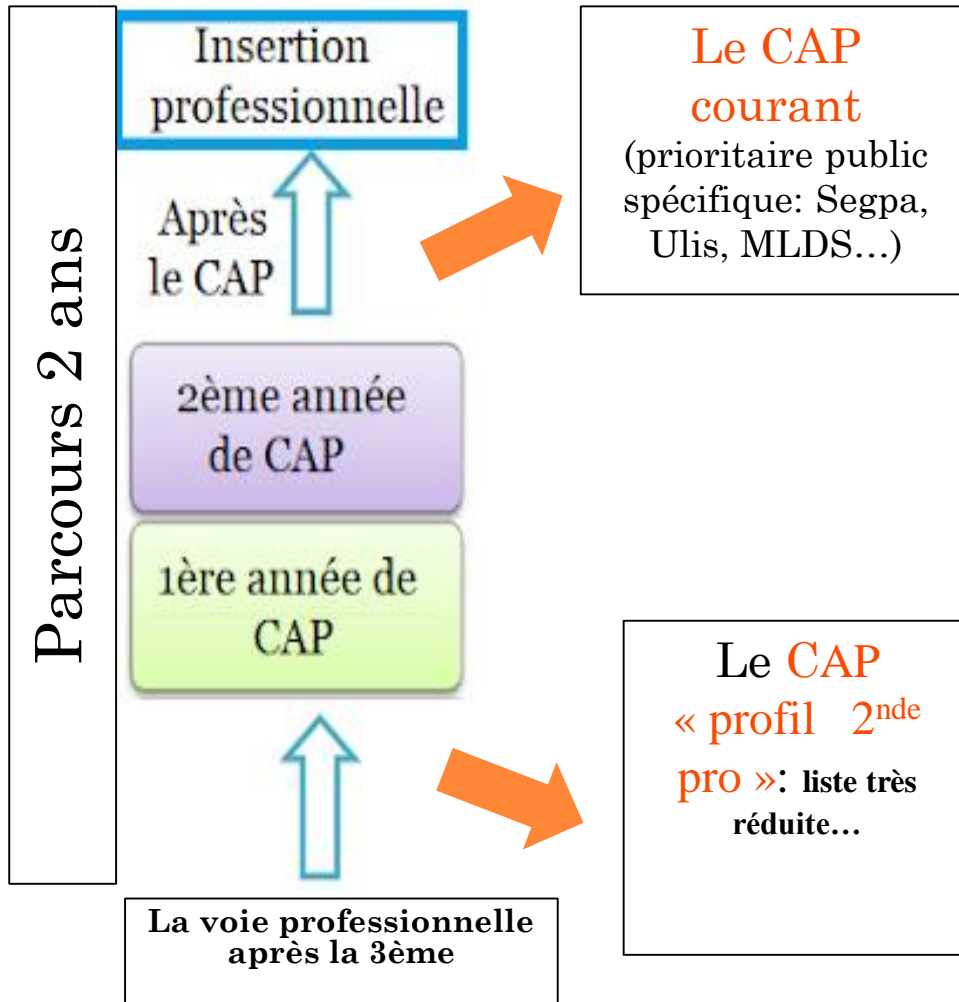 Parcours 2 ans
Insertion
professionnelle
Après
le CAP
2ème année
de CAP
1ère année de
CAP
La voie professionnelle
après la 3ème
Le CAP
courant
(prioritaire public
spécifique: Segpa,
Ulis, MLDS…)
Le CAP
« profil 2nde
pro »: liste très
réduite…